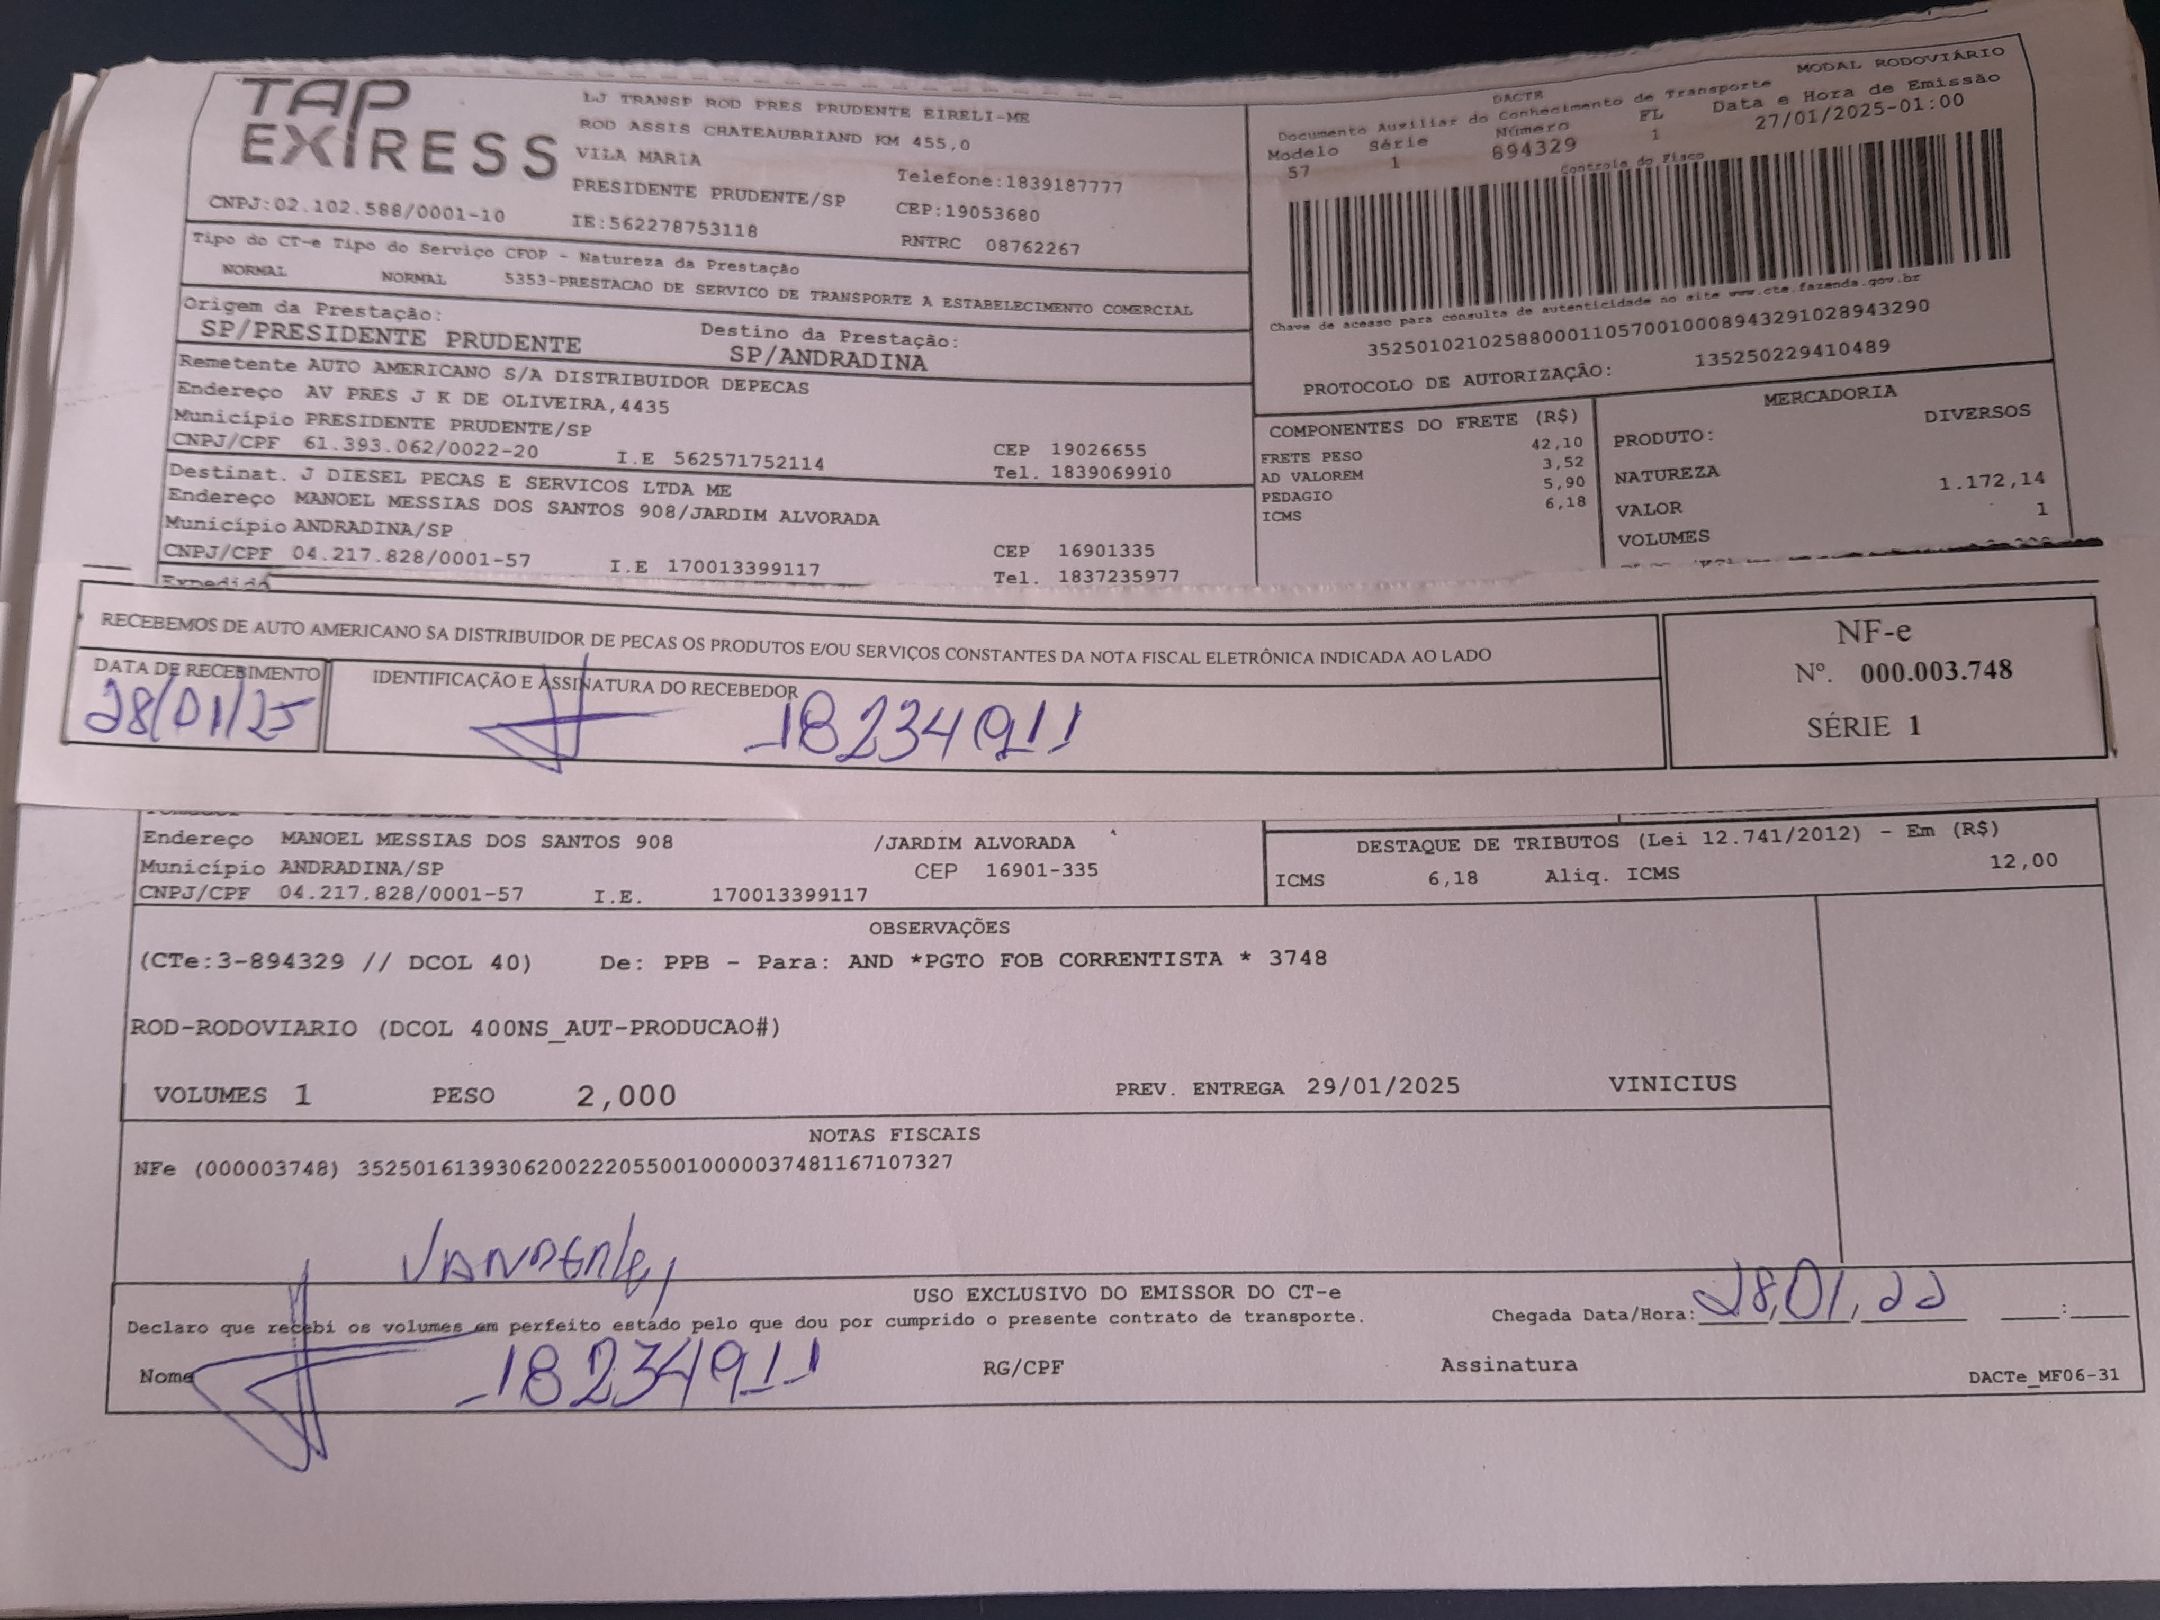 TAP
EXPRESS
LJ TRANSP ROD PRES PRUDENTE EIRELI-ME
ROD ASSIS CHATEAUBRIAND KM 455,0
VILA MARIA Telefone:1839187777
PRESIDENTE PRUDENTE/SP CEP:19053680
CNPJ:02.102.588/0001-10 IE:562278753118 RNTRC 08762267
MODAL RODOVIÁRIO
DACTE
Documento Auxiliar do Conhecimento de Transporte
Modelo Série Número FL Data e Hora de Emissão
57 1 894329 1 27/01/2025-01:00
Controle do Fisco
Chave de acesso para consulta de autenticidade no site www.cte.fazenda.gov.br
35250102102588000110570010008943291028943290
PROTOCOLO DE AUTORIZAÇÃO: 135250229410489
Tipo do CT-e Tipo do Serviço CFOP - Natureza da Prestação
NORMAL NORMAL 5353-PRESTACAO DE SERVICO DE TRANSPORTE A ESTABELECIMENTO COMERCIAL
Origem da Prestação: Destino da Prestação:
SP/PRESIDENTE PRUDENTE SP/ANDRADINA
Remetente AUTO AMERICANO S/A DISTRIBUIDOR DEPECAS
Endereço AV PRES J K DE OLIVEIRA,4435
Município PRESIDENTE PRUDENTE/SP CEP 19026655
CNPJ/CPF 61.393.062/0022-20 I.E 562571752114 Tel. 1839069910
Destinat. J DIESEL PECAS E SERVICOS LTDA ME
Endereço MANOEL MESSIAS DOS SANTOS 908/JARDIM ALVORADA
Município ANDRADINA/SP CEP 16901335
CNPJ/CPF 04.217.828/0001-57 I.E 170013399117 Tel. 1837235977
COMPONENTES DO FRETE (R$)
FRETE PESO 42,10
AD VALOREM 3,52
PEDAGIO 5,90
ICMS 6,18
MERCADORIA
PRODUTO: DIVERSOS
NATUREZA
VALOR 1.172,14
VOLUMES 1
RECEBEMOS DE AUTO AMERICANO SA DISTRIBUIDOR DE PECAS OS PRODUTOS E/OU SERVIÇOS CONSTANTES DA NOTA FISCAL ELETRÔNICA INDICADA AO LADO
DATA DE RECEBIMENTO IDENTIFICAÇÃO E ASSINATURA DO RECEBEDOR
28/01/25 18234911
NF-e
Nº. 000.003.748
SÉRIE 1
Endereço MANOEL MESSIAS DOS SANTOS 908 /JARDIM ALVORADA
Município ANDRADINA/SP CEP 16901-335
CNPJ/CPF 04.217.828/0001-57 I.E. 170013399117
DESTAQUE DE TRIBUTOS (Lei 12.741/2012) - Em (R$)
ICMS 6,18 Aliq. ICMS 12,00
OBSERVAÇÕES
(CTe:3-894329 // DCOL 40) De: PPB - Para: AND *PGTO FOB CORRENTISTA * 3748
ROD-RODOVIARIO (DCOL 400NS_AUT-PRODUCAO#)
VOLUMES 1 PESO 2,000 PREV. ENTREGA 29/01/2025 VINICIUS
NOTAS FISCAIS
NFe (000003748) 35250161393062002220550010000037481167107327
VANDERLEI
USO EXCLUSIVO DO EMISSOR DO CT-e
Declaro que recebi os volumes em perfeito estado pelo que dou por cumprido o presente contrato de transporte. Chegada Data/Hora: 28,01,22 __:__
Nome 18234911 RG/CPF Assinatura
DACTe_MF06-31